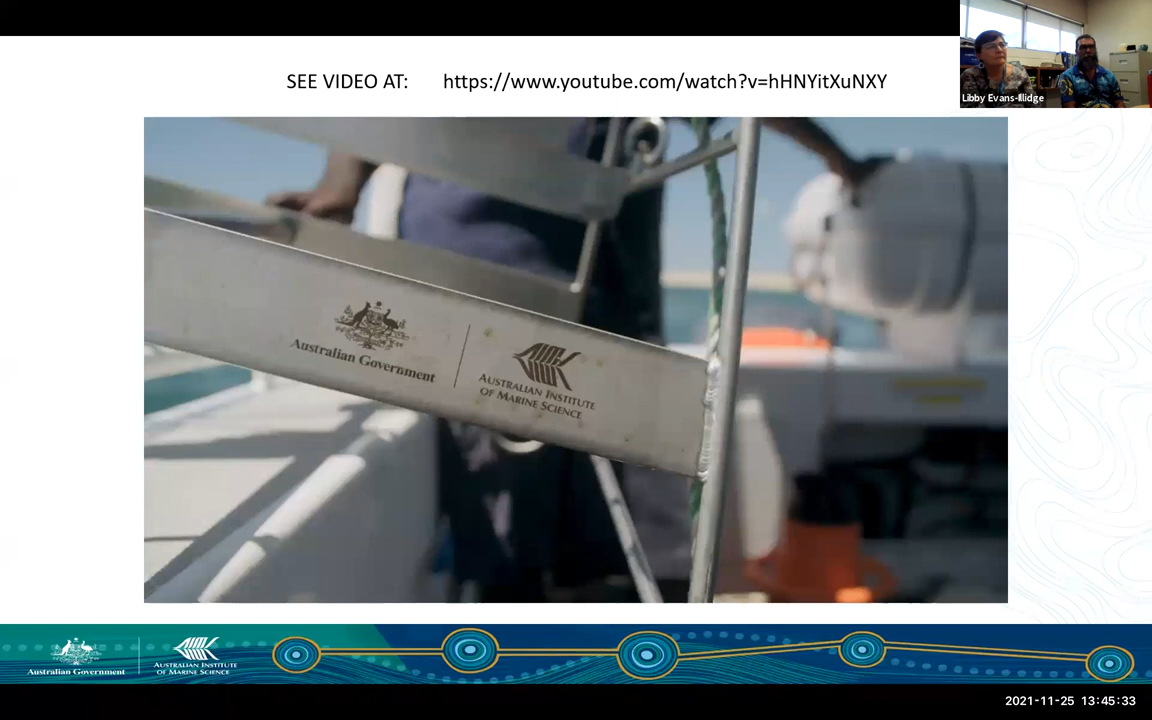 SEE VIDEO AT: https://www.youtube.com/watch?v=hHNYitXuNXY
Libby Evans-Illidge
Australian Government
AUSTRALIAN INSTITUTE
OF MARINE SCIENCE
Australian Government
AUSTRALIAN INSTITUTE
OF MARINE SCIENCE
2021-11-25 13:45:33